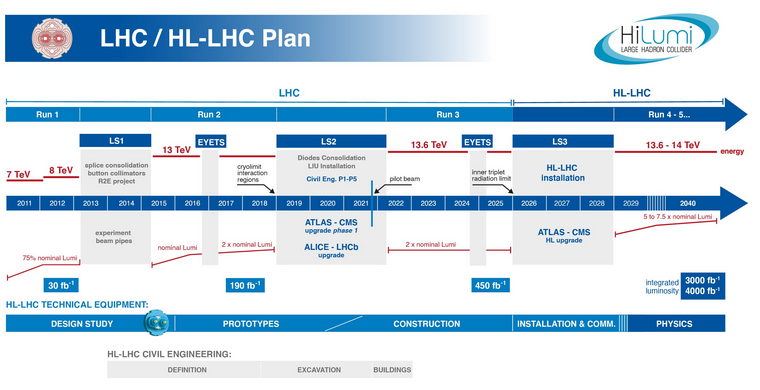 LHC / HL-LHC Plan
HiLumi
LARGE HADRON COLLIDER
LHC
HL-LHC
Run 1
Run 2
Run 3
Run 4 - 5...
LS1
EYETS
LS2
EYETS
LS3
13 TeV
13.6 TeV
13.6 - 14 TeV
energy
7 TeV
8 TeV
splice consolidation
button collimators
R2E project
cryolimit
interaction
regions
Diodes Consolidation
LIU Installation
Civil Eng. P1-P5
pilot beam
inner triplet
radiation limit
HL-LHC
installation
2011 2012 2013 2014 2015 2016 2017 2018 2019 2020 2021 2022 2023 2024 2025 2026 2027 2028 2029 2040
5 to 7.5 x nominal Lumi
experiment
beam pipes
ATLAS - CMS
upgrade phase 1
ALICE - LHCb
upgrade
ATLAS - CMS
HL upgrade
75% nominal Lumi
nominal Lumi
2 x nominal Lumi
2 x nominal Lumi
30 fb-1
190 fb-1
450 fb-1
integrated
luminosity
3000 fb-1
4000 fb-1
HL-LHC TECHNICAL EQUIPMENT:
DESIGN STUDY
PROTOTYPES
CONSTRUCTION
INSTALLATION & COMM.
PHYSICS
HL-LHC CIVIL ENGINEERING:
DEFINITION
EXCAVATION
BUILDINGS